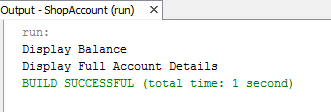 Output - ShopAccount (run) ×
run:
Display Balance
Display Full Account Details
BUILD SUCCESSFUL (total time: 1 second)